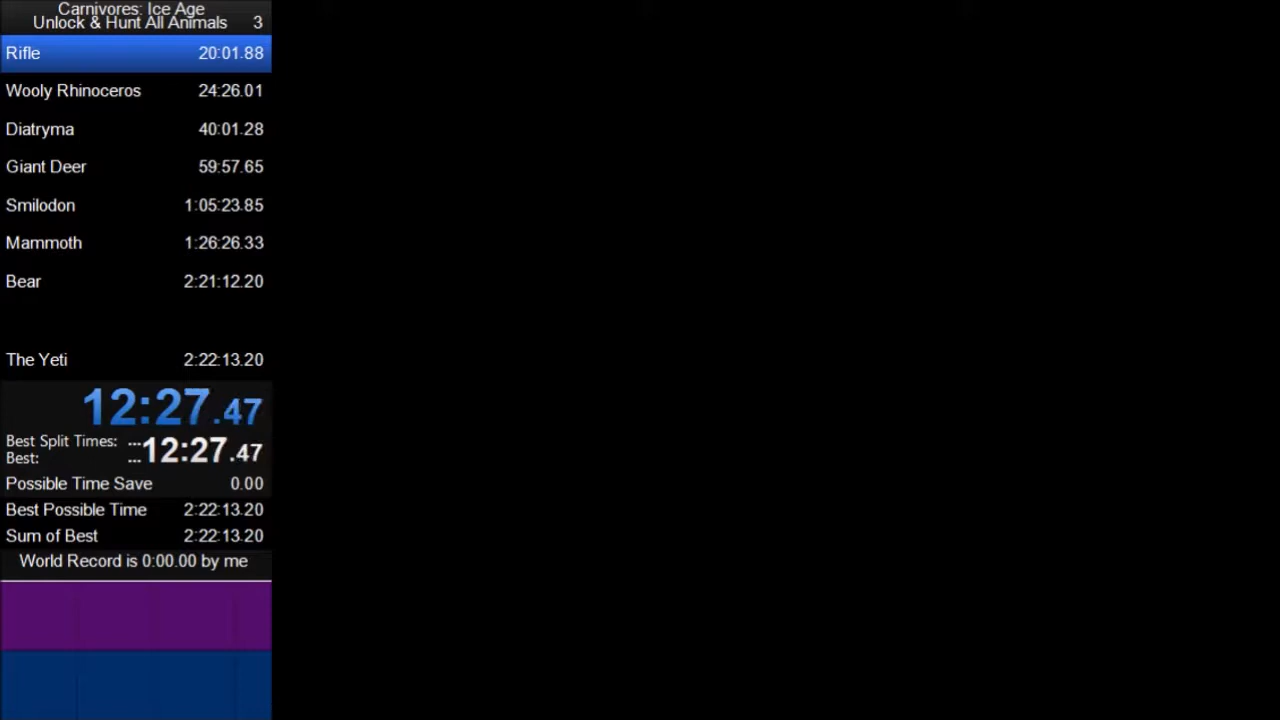 Carnivores: Ice Age
Unlock & Hunt All Animals 3
Rifle 20:01.88
Wooly Rhinoceros 24:26.01
Diatryma 40:01.28
Giant Deer 59:57.65
Smilodon 1:05:23.85
Mammoth 1:26:26.33
Bear 2:21:12.20
The Yeti 2:22:13.20
12:27.47
Best Split Times: ...
Best: ... 12:27.47
Possible Time Save 0.00
Best Possible Time 2:22:13.20
Sum of Best 2:22:13.20
World Record is 0:00.00 by me